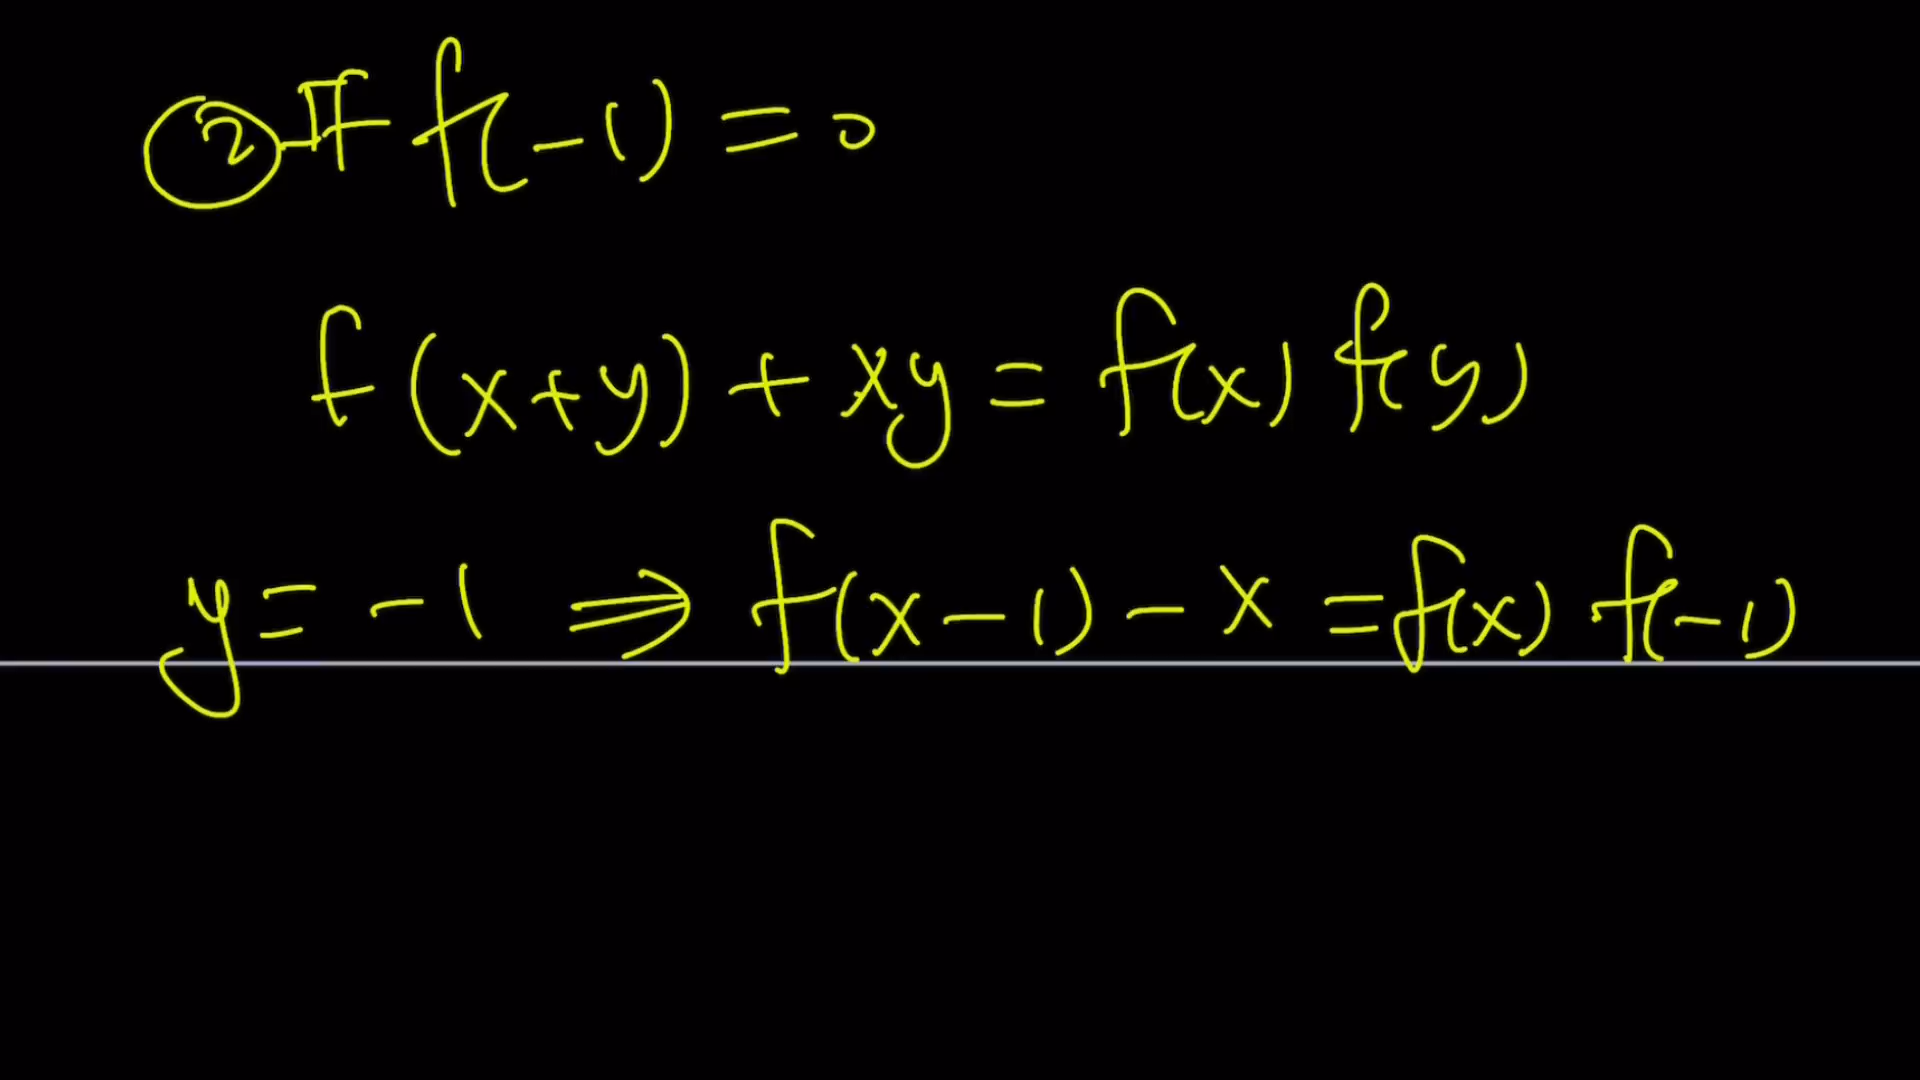 ② If f(-1) = 0
f(x+y) + xy = f(x) f(y)
y = -1 ⇒ f(x-1) - x = f(x) f(-1)